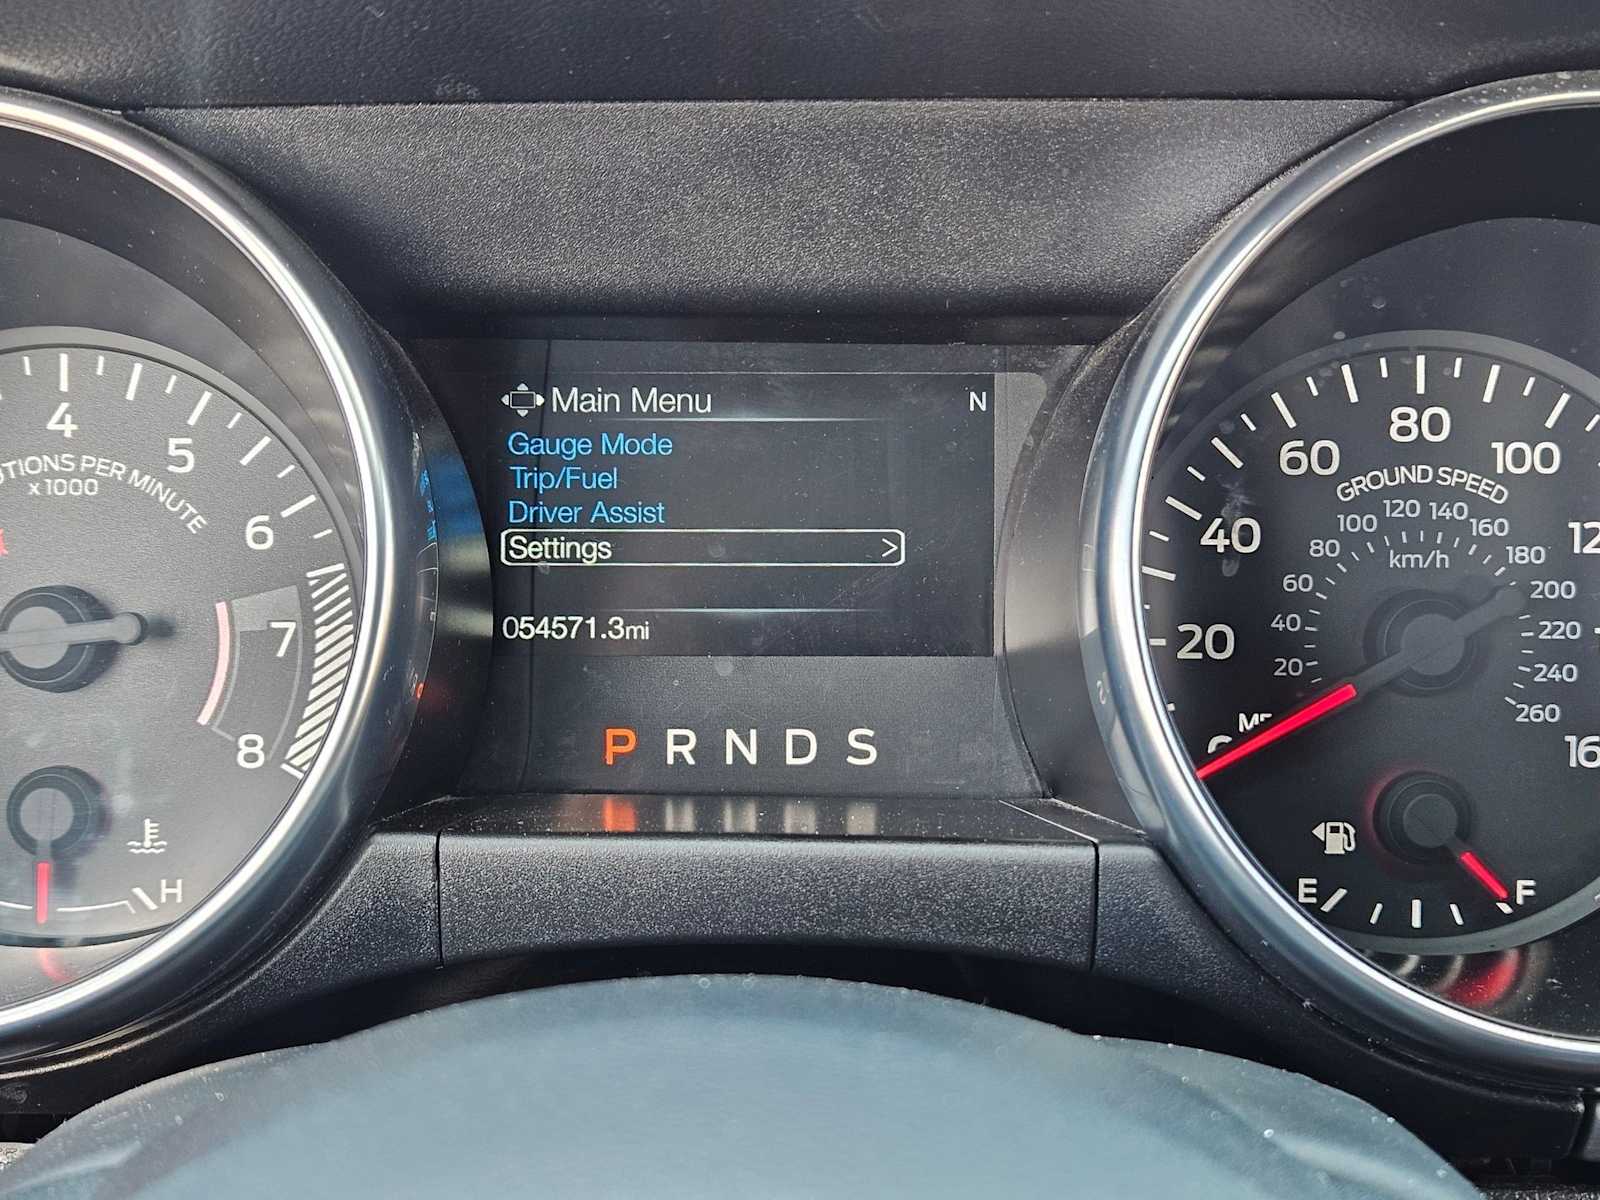 Main Menu N
Gauge Mode
Trip/Fuel
Driver Assist
Settings >
054571.3mi
P R N D S
4
5
6
7
8
PER MINUTE
x1000
H
20
40
60
80
100
GROUND SPEED
20
40
60
80
100
120
140
160
180
200
220
240
260
km/h
E
F